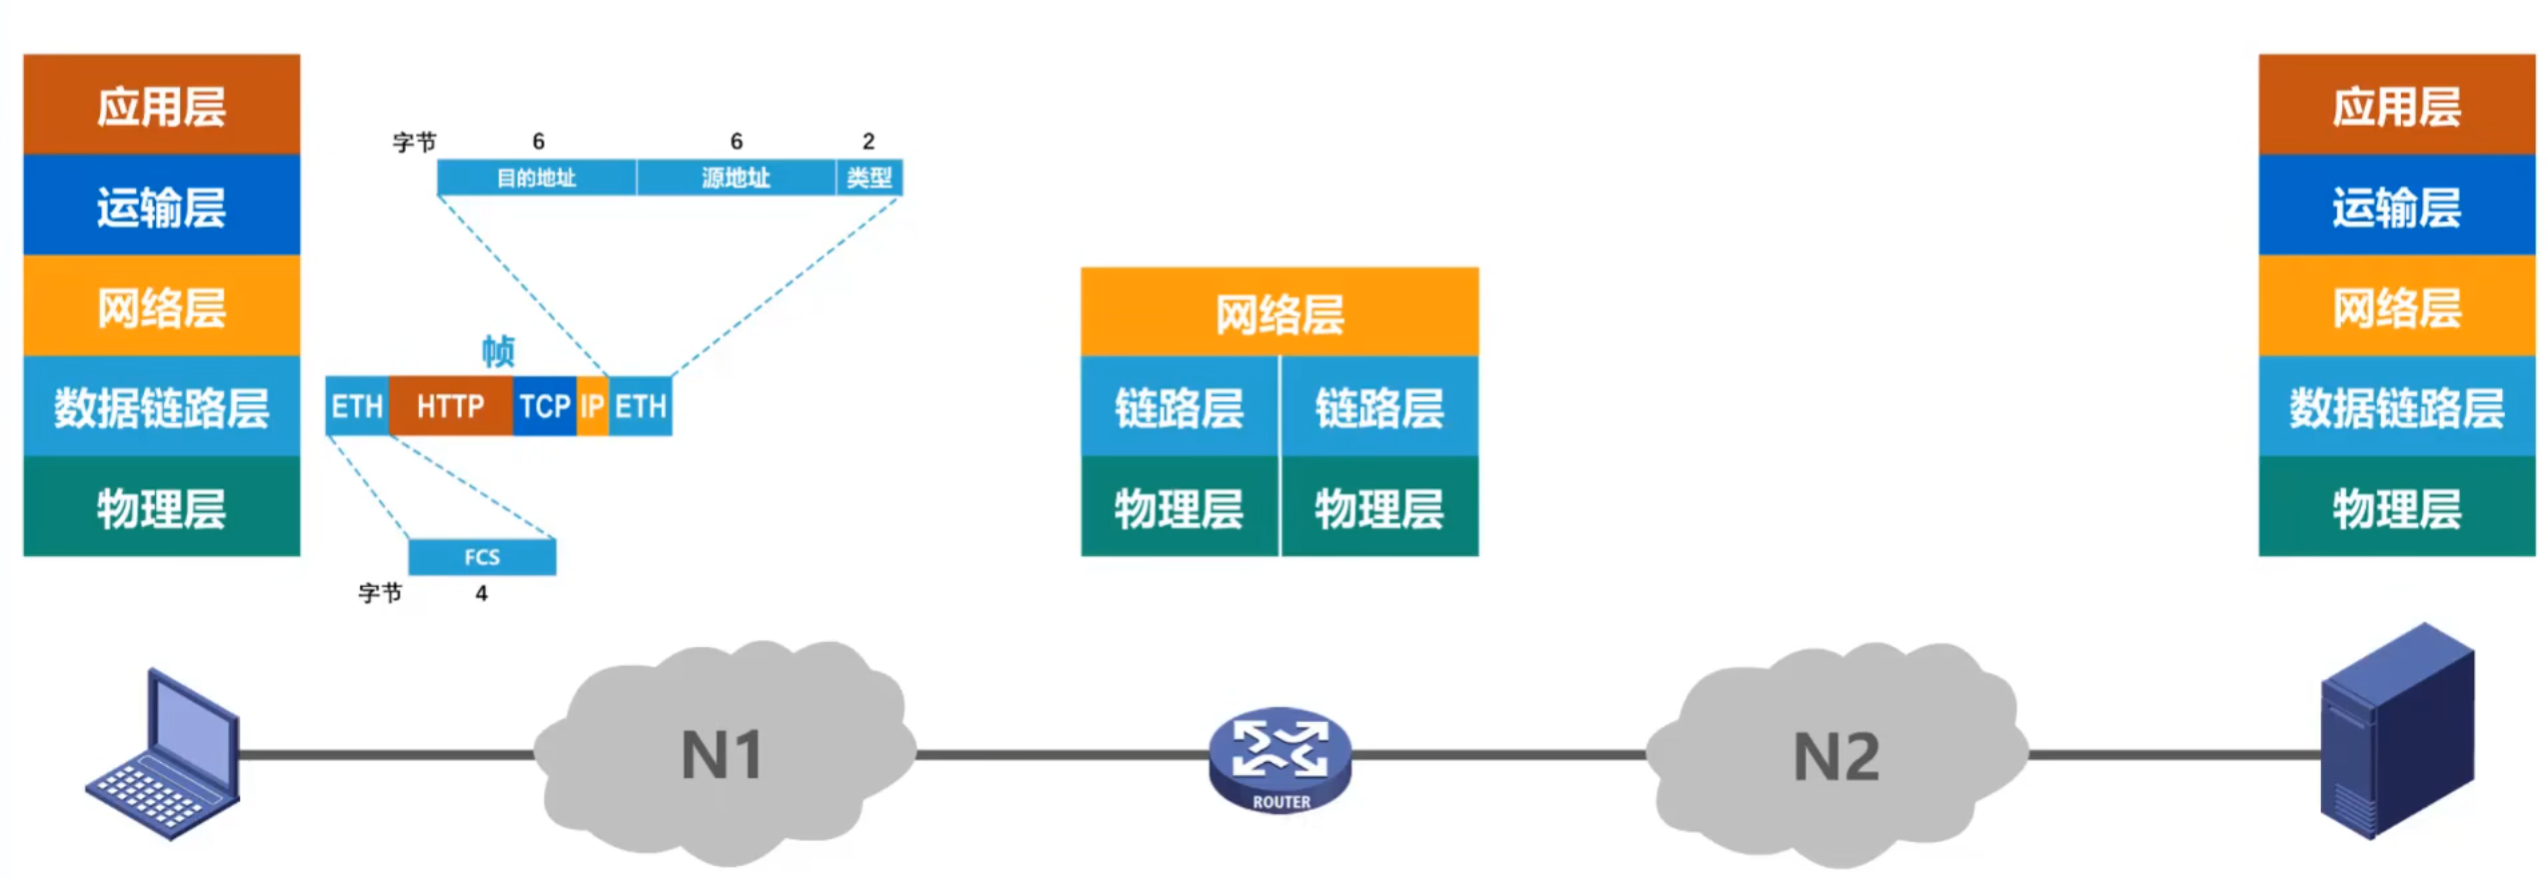 应用层
运输层
网络层
数据链路层
物理层
字节 6 6 2
目的地址 源地址 类型
帧
ETH HTTP TCP IP ETH
FCS
字节 4
网络层
链路层 链路层
物理层 物理层
应用层
运输层
网络层
数据链路层
物理层
N1
ROUTER
N2